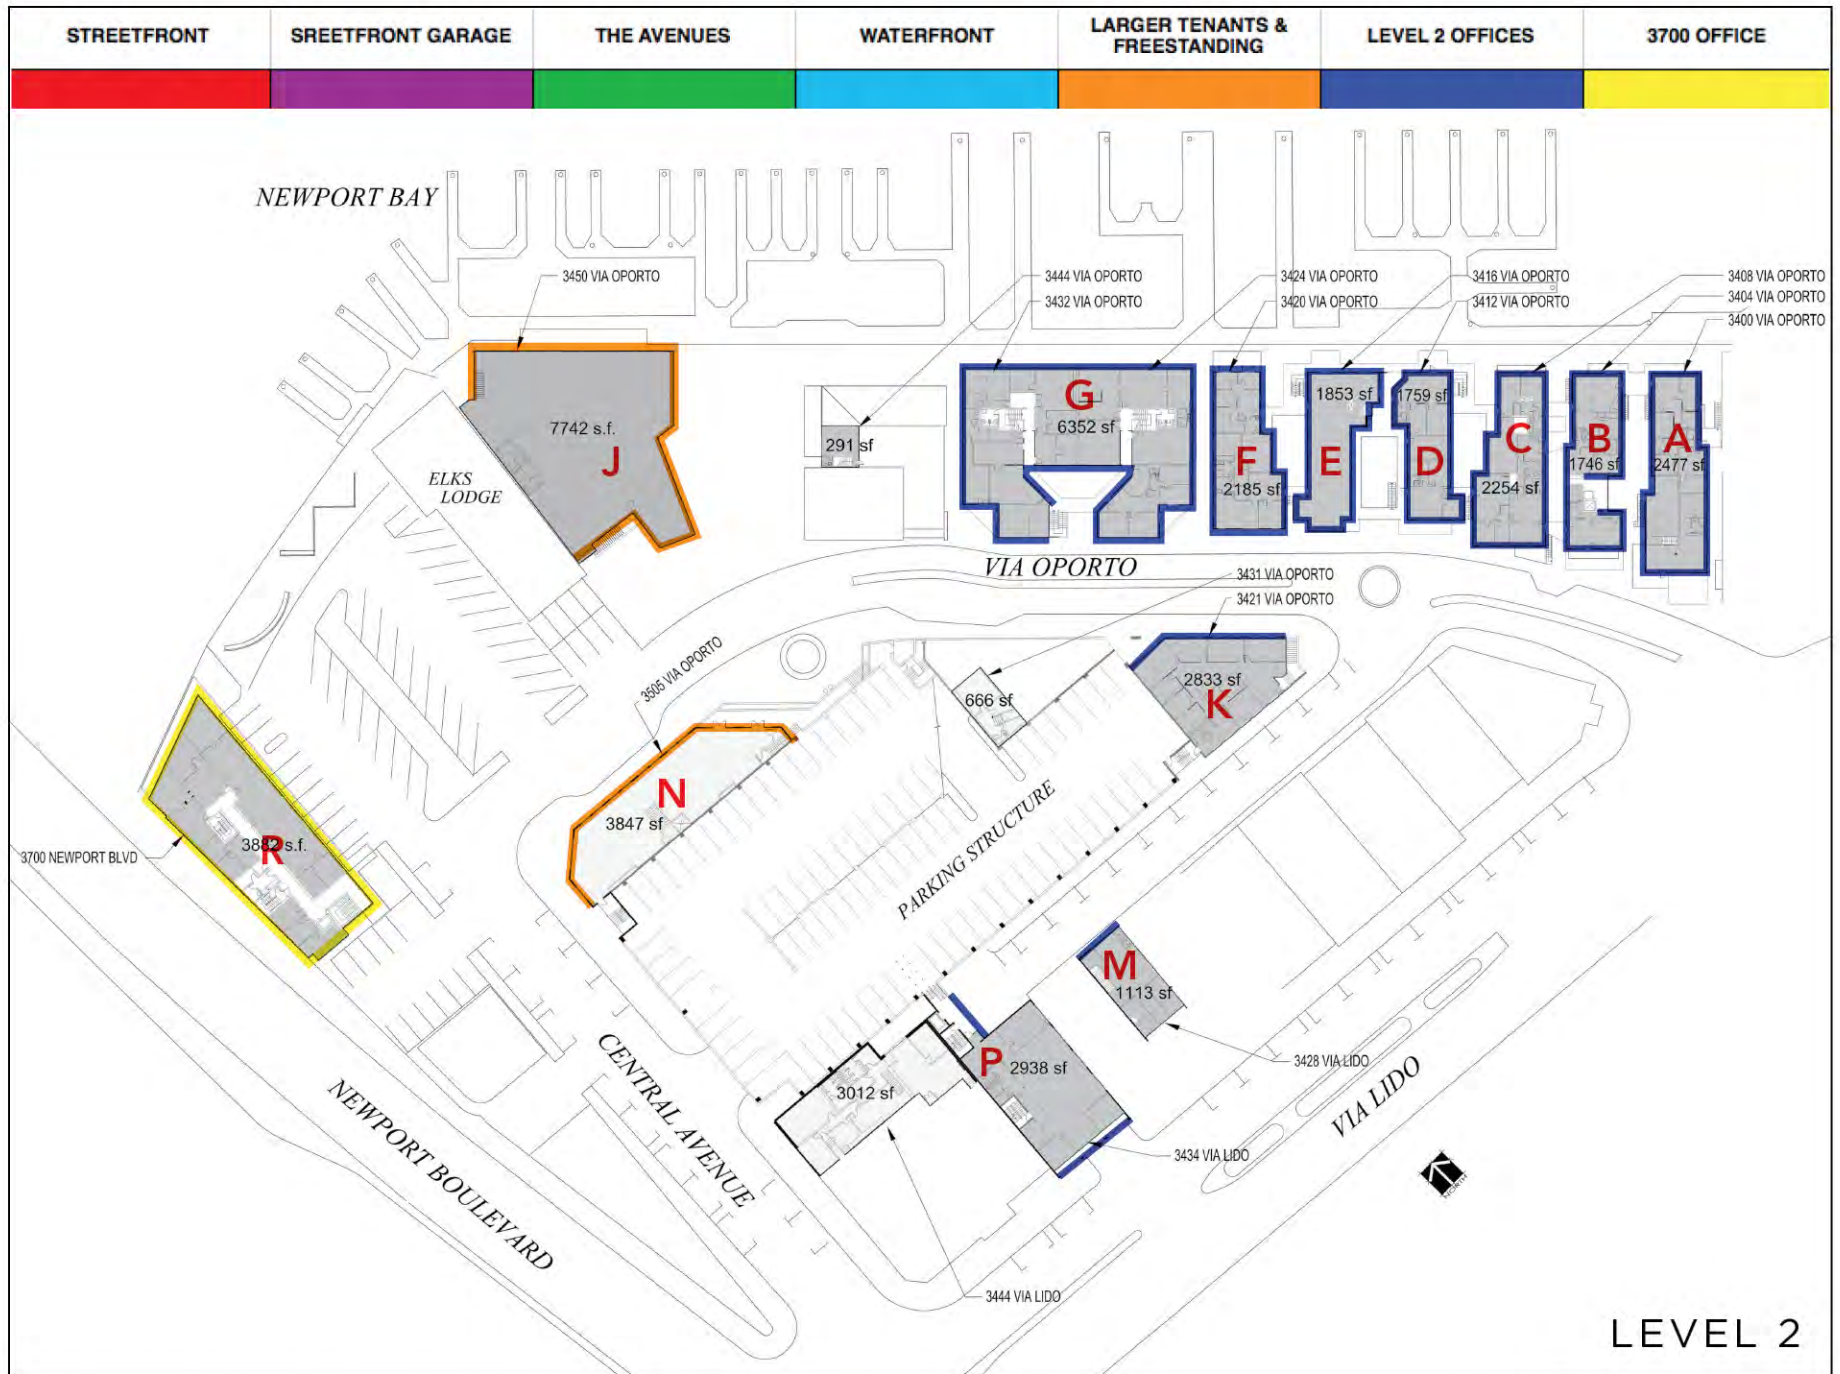 STREETFRONT
SREETFRONT GARAGE
THE AVENUES
WATERFRONT
LARGER TENANTS &
FREESTANDING
LEVEL 2 OFFICES
3700 OFFICE
NEWPORT BAY
3450 VIA OPORTO
3444 VIA OPORTO
3432 VIA OPORTO
3424 VIA OPORTO
3420 VIA OPORTO
3416 VIA OPORTO
3412 VIA OPORTO
3408 VIA OPORTO
3404 VIA OPORTO
3400 VIA OPORTO
7742 s.f.
J
ELKS
LODGE
291 sf
G
6352 sf
F
2185 sf
1853 sf
E
1759 sf
D
C
2254 sf
B
1746 sf
A
2477 sf
VIA OPORTO
3431 VIA OPORTO
3421 VIA OPORTO
3505 VIA OPORTO
666 sf
2833 sf
K
N
3847 sf
PARKING STRUCTURE
3882 s.f.
R
3700 NEWPORT BLVD
M
1113 sf
3428 VIA LIDO
P
2938 sf
3012 sf
3434 VIA LIDO
3444 VIA LIDO
CENTRAL AVENUE
NEWPORT BOULEVARD
VIA LIDO
NORTH
LEVEL 2